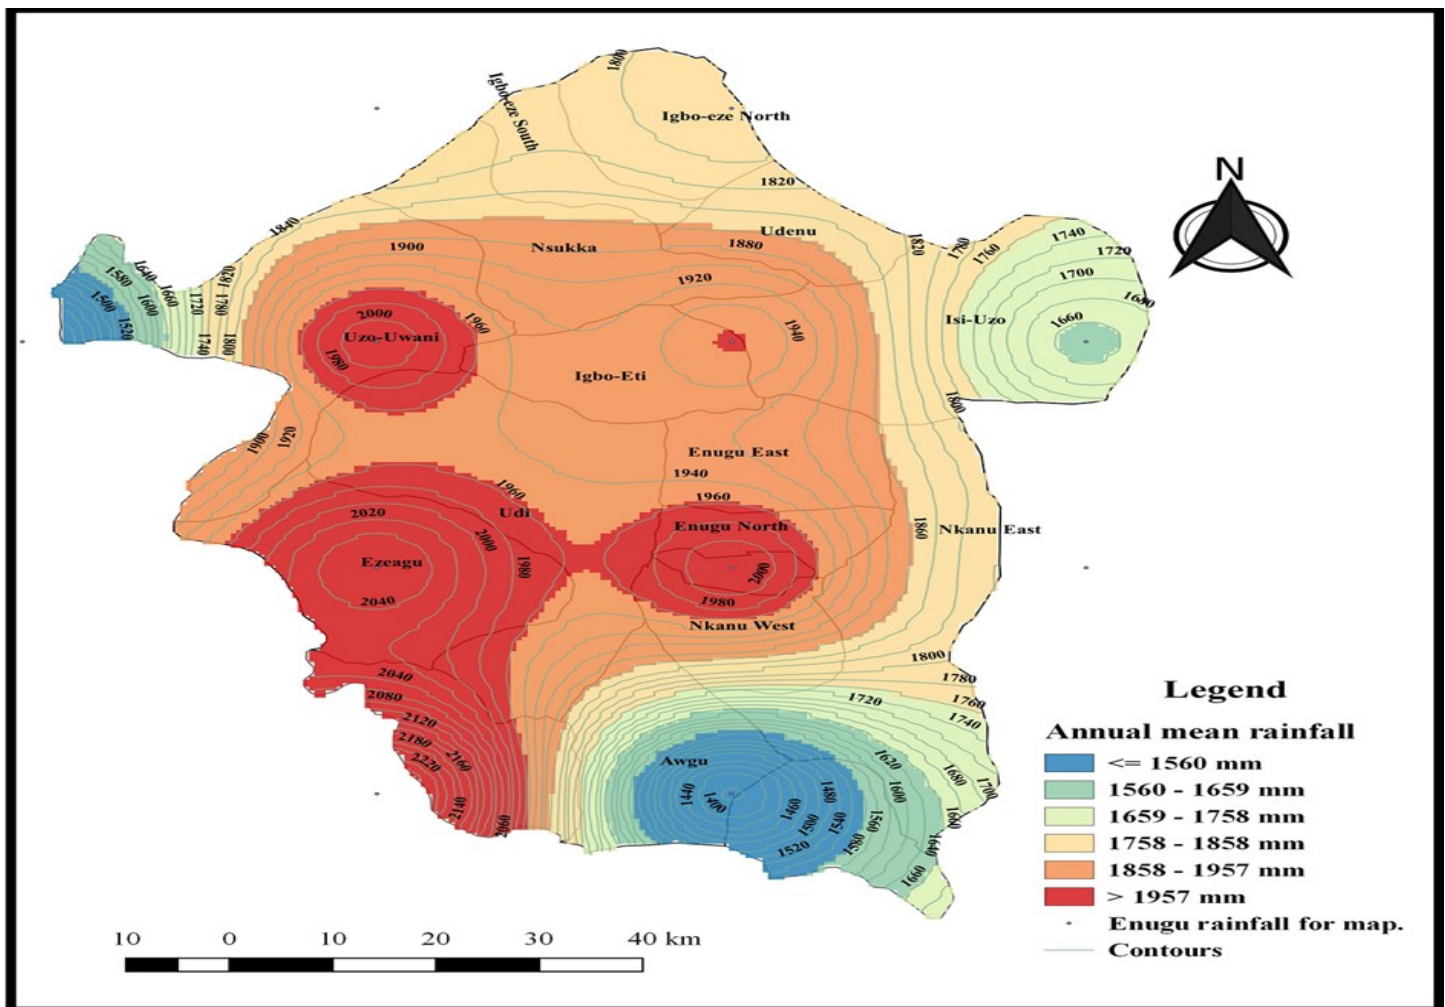 1800
Igbo-eze South
Igbo-eze North
N
1820
1840
Udenu
1900
Nsukka
1880
1820
1780
1760
1740
1720
1700
1680
1660
1920
1640
1580
1660
1600
1500
1520
1720
1740
1820
1780
1800
2000
Uzo-Uwani
1980
1960
1940
Isi-Uzo
Igbo-Eti
1800
1900
1920
Enugu East
1940
1960
1960
2020
Udi
2000
1980
Enugu North
1860
Nkanu East
Ezeagu
2040
2000
1980
Nkanu West
1800
1780
1760
1740
2040
2080
2120
2180
2220
2160
2140
2060
1720
Awgu
1440
1400
1460
1480
1500
1540
1520
1560
1580
1620
1600
1680
1700
1660
1640
1660
Legend
Annual mean rainfall
<= 1560 mm
1560 - 1659 mm
1659 - 1758 mm
1758 - 1858 mm
1858 - 1957 mm
> 1957 mm
Enugu rainfall for map.
Contours
10 0 10 20 30 40 km